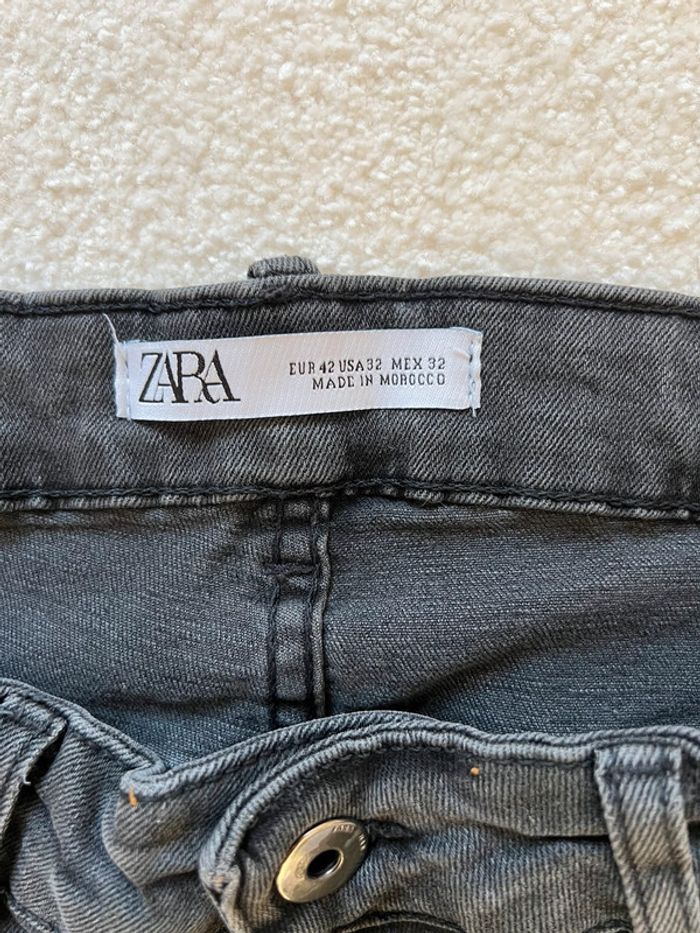 ZARA
EUR 42 USA 32 MEX 32
MADE IN MOROCCO